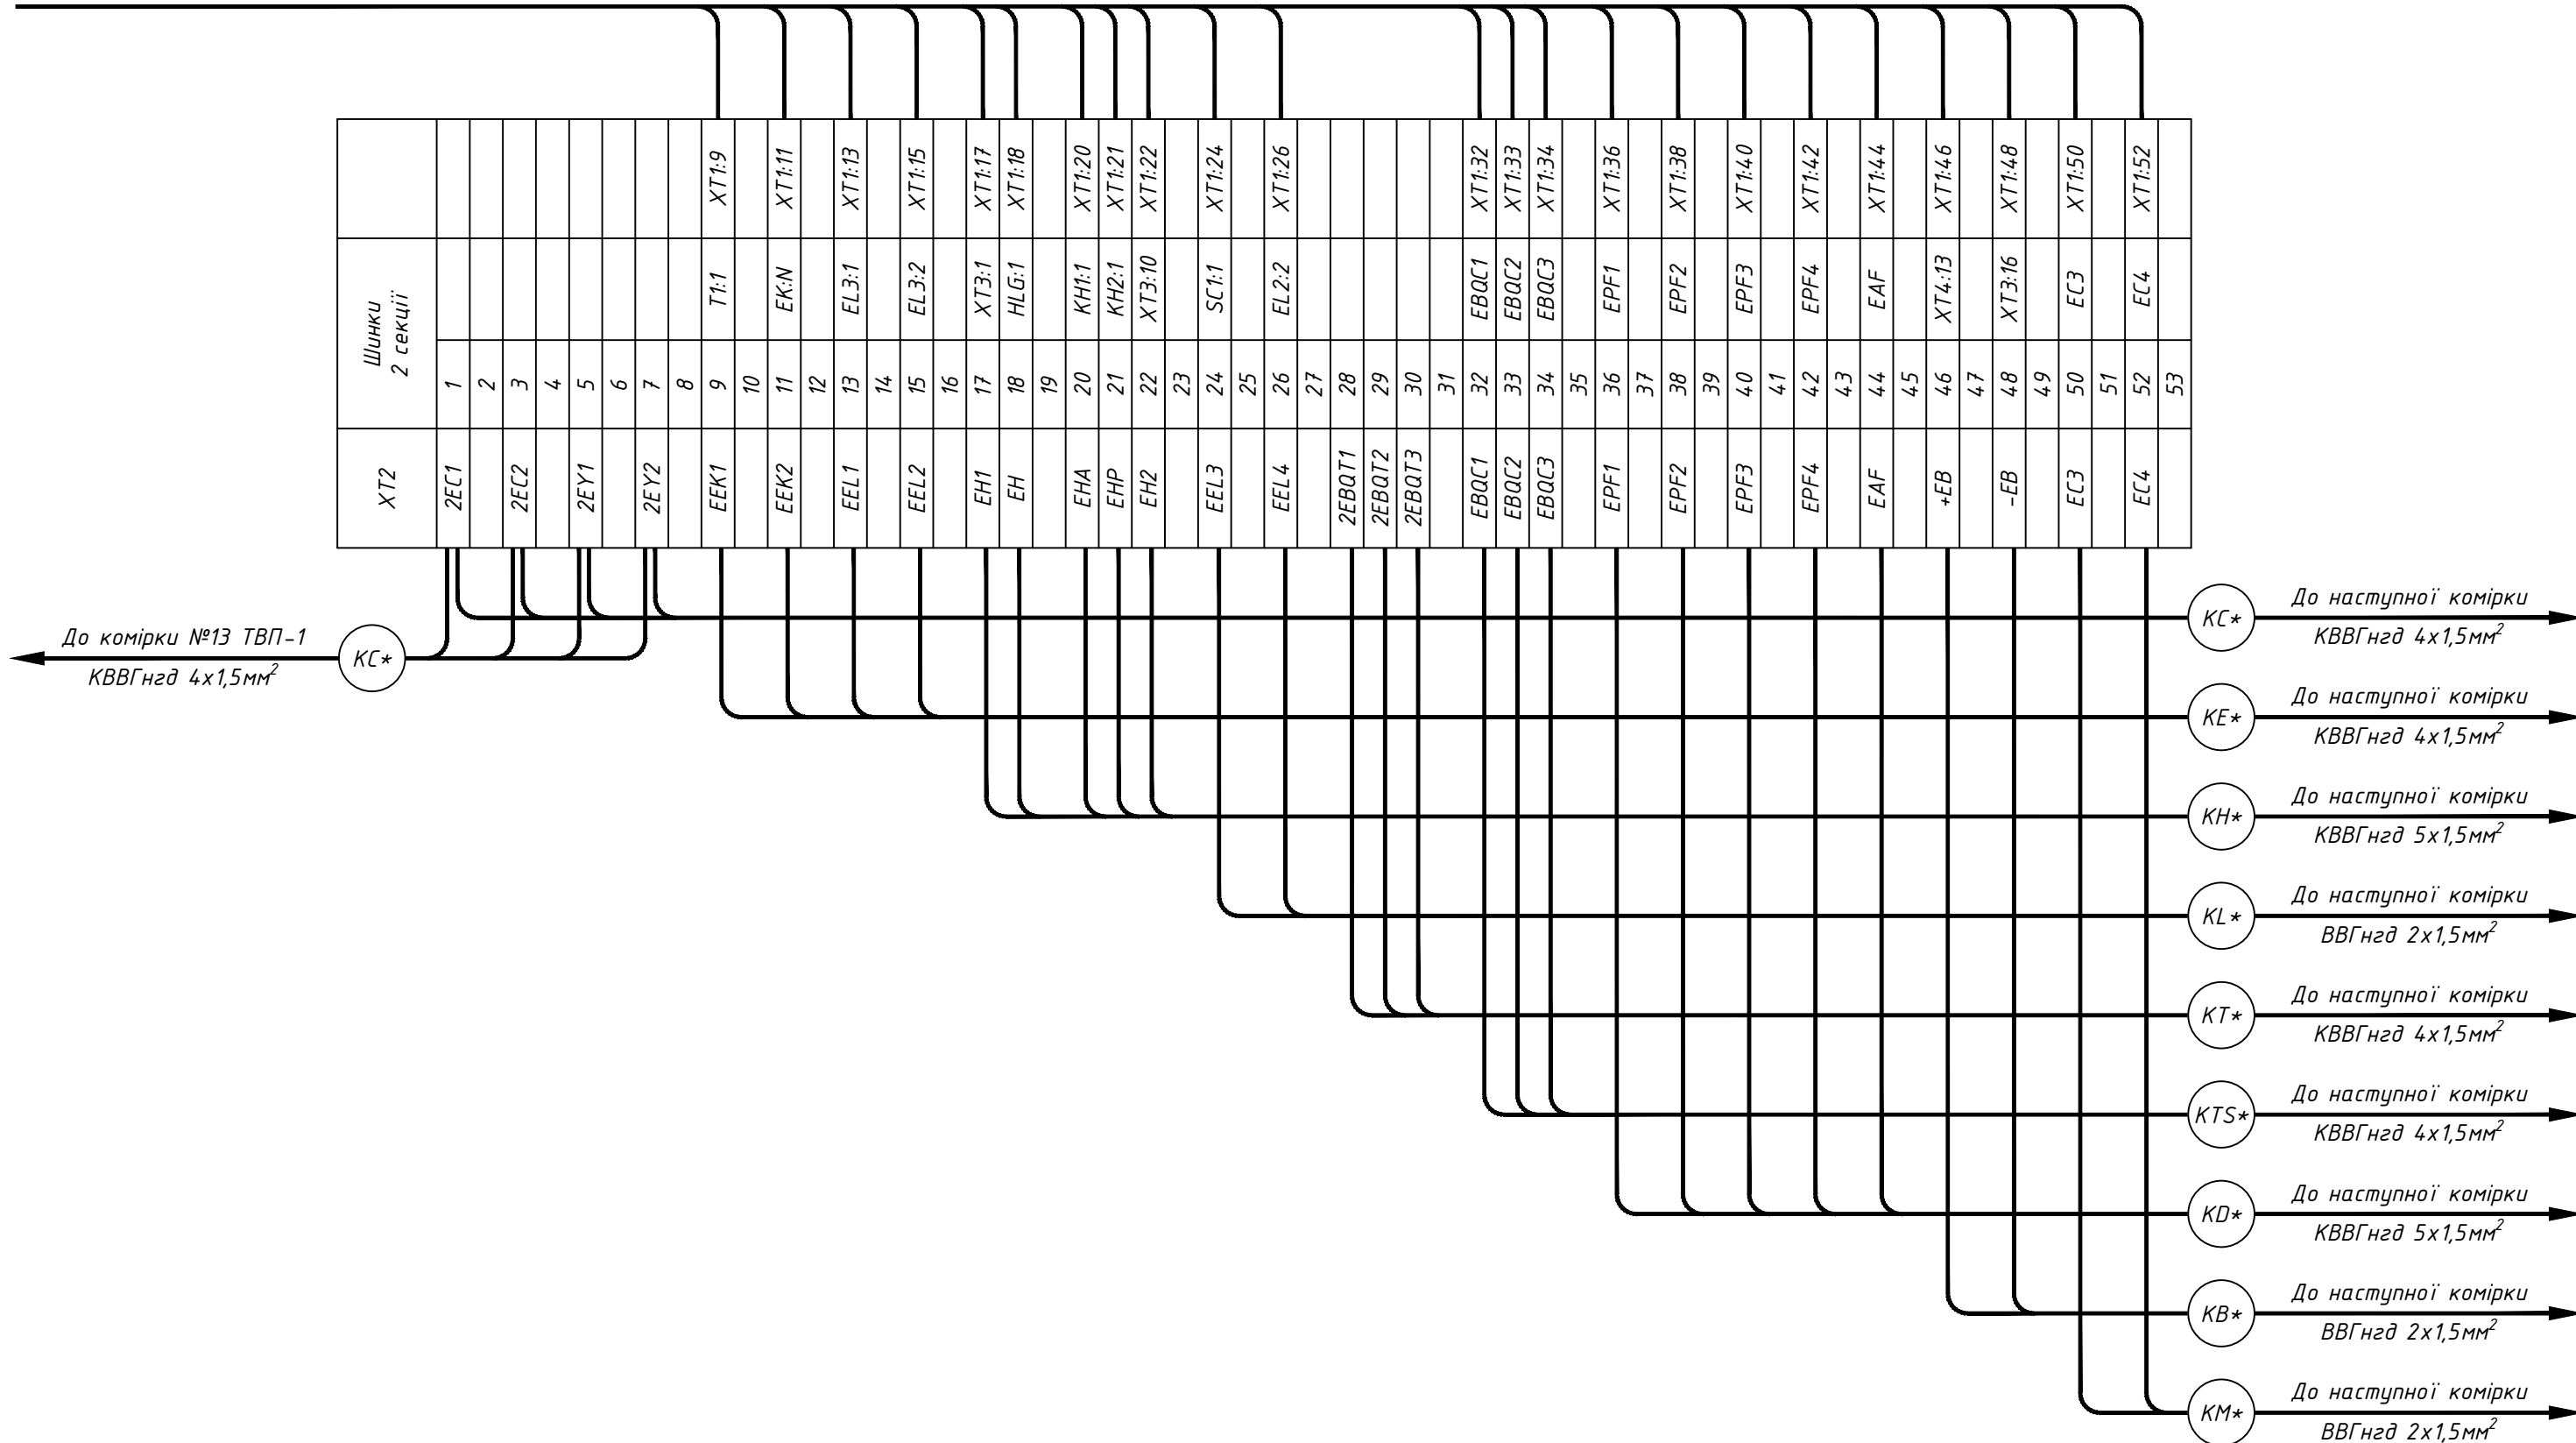 XT1:9
XT1:11
XT1:13
XT1:15
XT1:17
XT1:18
XT1:20
XT1:21
XT1:22
XT1:24
XT1:26
XT1:32
XT1:33
XT1:34
XT1:36
XT1:38
XT1:40
XT1:42
XT1:44
XT1:46
XT1:48
XT1:50
XT1:52
Шинки
2 секції
T1:1
EK:N
EL3:1
EL3:2
XT3:1
HLG:1
KH1:1
KH2:1
XT3:10
SC1:1
EL2:2
EBQC1
EBQC2
EBQC3
EPF1
EPF2
EPF3
EPF4
EAF
XT4:13
XT3:16
EC3
EC4
1
2
3
4
5
6
7
8
9
10
11
12
13
14
15
16
17
18
19
20
21
22
23
24
25
26
27
28
29
30
31
32
33
34
35
36
37
38
39
40
41
42
43
44
45
46
47
48
49
50
51
52
53
XT2
2EC1
2EC2
2EY1
2EY2
EEK1
EEK2
EEL1
EEL2
EH1
EH
EHA
EHP
EH2
EEL3
EEL4
2EBQT1
2EBQT2
2EBQT3
EBQC1
EBQC2
EBQC3
EPF1
EPF2
EPF3
EPF4
EAF
+EB
-EB
EC3
EC4
До комірки №13 ТВП-1
КС*
КВВГнгд 4x1,5мм²
До наступної комірки
КС*
КВВГнгд 4x1,5мм²
До наступної комірки
КЕ*
КВВГнгд 4x1,5мм²
До наступної комірки
КН*
КВВГнгд 5x1,5мм²
До наступної комірки
KL*
ВВГнгд 2x1,5мм²
До наступної комірки
КТ*
КВВГнгд 4x1,5мм²
До наступної комірки
KTS*
КВВГнгд 4x1,5мм²
До наступної комірки
KD*
КВВГнгд 5x1,5мм²
До наступної комірки
КВ*
ВВГнгд 2x1,5мм²
До наступної комірки
КМ*
ВВГнгд 2x1,5мм²